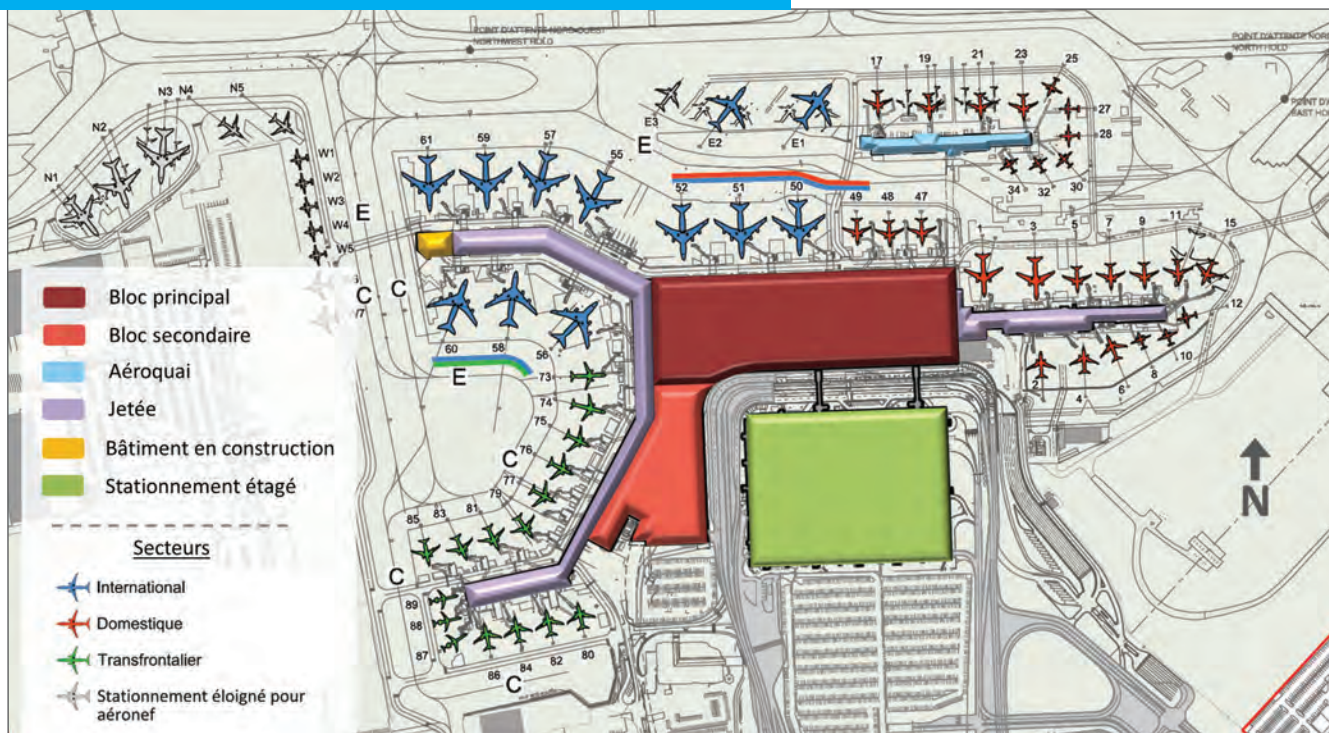 POINT D'ATTENTE NORD-OUEST
NORTHWEST HOLD
POINT D'ATTENTE NORD
NORTH HOLD
EAST HOLD
N1
N2
N3
N4
N5
W1
W2
W3
W4
W5
E
C
C
61
59
57
55
E3
E2
E1
E
17
19
21
23
25
27
28
30
32
34
52
51
50
49
48
47
1
3
5
7
9
11
15
12
10
8
6
4
2
60
58
56
E
73
74
75
76
77
79
C
81
83
85
C
89
88
87
86
84
82
80
C
N
Bloc principal
Bloc secondaire
Aéroquai
Jetée
Bâtiment en construction
Stationnement étagé
Secteurs
International
Domestique
Transfrontalier
Stationnement éloigné pour
aéronef